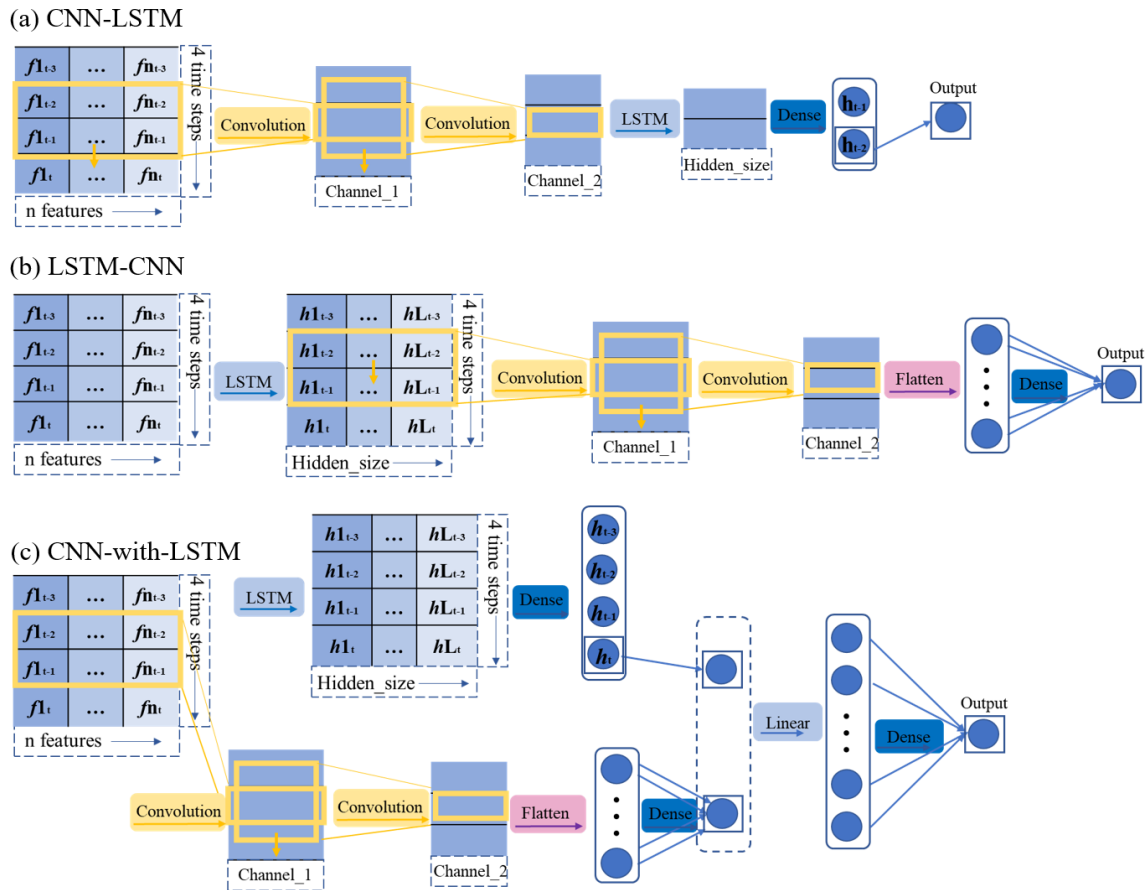 (a) CNN-LSTM
f1t-3 … fnt-3
f1t-2 … fnt-2
f1t-1 … fnt-1
f1t … fnt
4 time steps
n features
Convolution
Channel_1
Convolution
Channel_2
LSTM
Hidden_size
Dense
ht-1
ht-2
Output
(b) LSTM-CNN
f1t-3 … fnt-3
f1t-2 … fnt-2
f1t-1 … fnt-1
f1t … fnt
4 time steps
n features
LSTM
h1t-3 … hLt-3
h1t-2 … hLt-2
h1t-1 … hLt-1
h1t … hLt
4 time steps
Hidden_size
Convolution
Channel_1
Convolution
Channel_2
Flatten
Dense
Output
(c) CNN-with-LSTM
f1t-3 … fnt-3
f1t-2 … fnt-2
f1t-1 … fnt-1
f1t … fnt
4 time steps
n features
LSTM
h1t-3 … hLt-3
h1t-2 … hLt-2
h1t-1 … hLt-1
h1t … hLt
4 time steps
Hidden_size
Dense
ht-3
ht-2
ht-1
ht
Convolution
Channel_1
Convolution
Channel_2
Flatten
Dense
Linear
Dense
Output